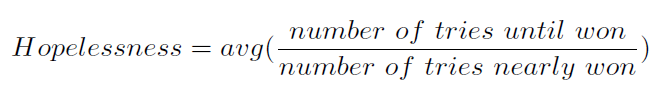 Hopelessness = avg(number of tries until won / number of tries nearly won)